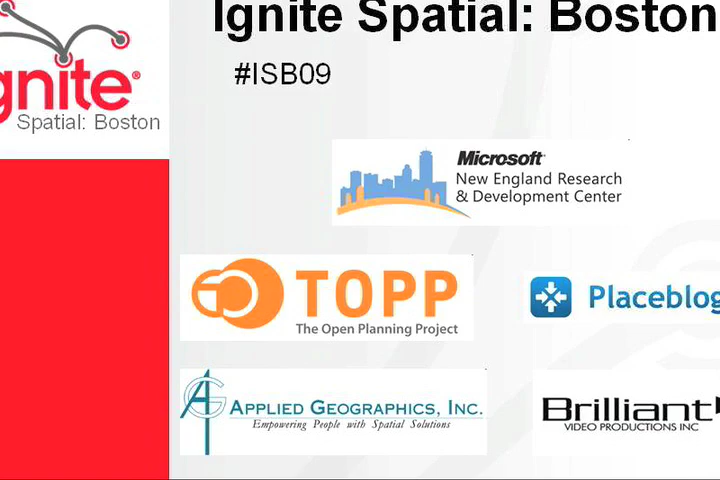 Ignite Spatial: Boston
#ISB09
gnite®
Spatial: Boston
Microsoft
New England Research
& Development Center
TOPP
The Open Planning Project
Placeblog
AG APPLIED GEOGRAPHICS, INC.
Empowering People with Spatial Solutions
Brilliant
VIDEO PRODUCTIONS INC